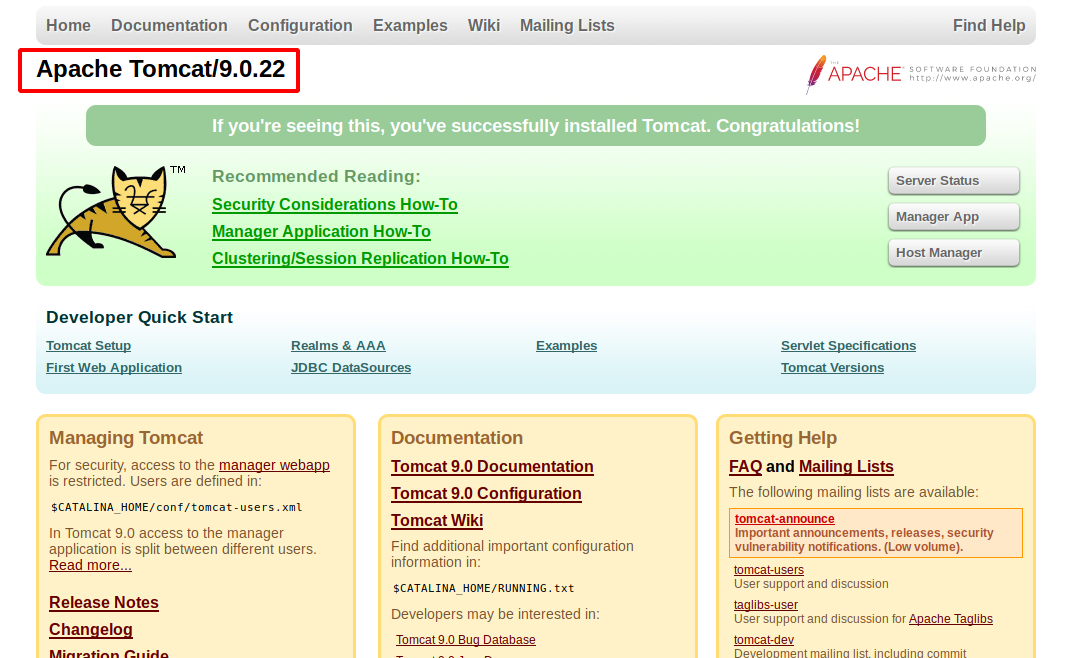 Home Documentation Configuration Examples Wiki Mailing Lists Find Help
Apache Tomcat/9.0.22
THE
APACHE SOFTWARE FOUNDATION
http://www.apache.org/
If you're seeing this, you've successfully installed Tomcat. Congratulations!
TM
Recommended Reading:
Security Considerations How-To
Manager Application How-To
Clustering/Session Replication How-To
Server Status
Manager App
Host Manager
Developer Quick Start
Tomcat Setup
First Web Application
Realms & AAA
JDBC DataSources
Examples
Servlet Specifications
Tomcat Versions
Managing Tomcat
For security, access to the manager webapp
is restricted. Users are defined in:
$CATALINA_HOME/conf/tomcat-users.xml
In Tomcat 9.0 access to the manager
application is split between different users.
Read more...
Release Notes
Changelog
Migration Guide
Documentation
Tomcat 9.0 Documentation
Tomcat 9.0 Configuration
Tomcat Wiki
Find additional important configuration
information in:
$CATALINA_HOME/RUNNING.txt
Developers may be interested in:
Tomcat 9.0 Bug Database
Getting Help
FAQ and Mailing Lists
The following mailing lists are available:
tomcat-announce
Important announcements, releases, security
vulnerability notifications. (Low volume).
tomcat-users
User support and discussion
taglibs-user
User support and discussion for Apache Taglibs
tomcat-dev
Development mailing list, including commit